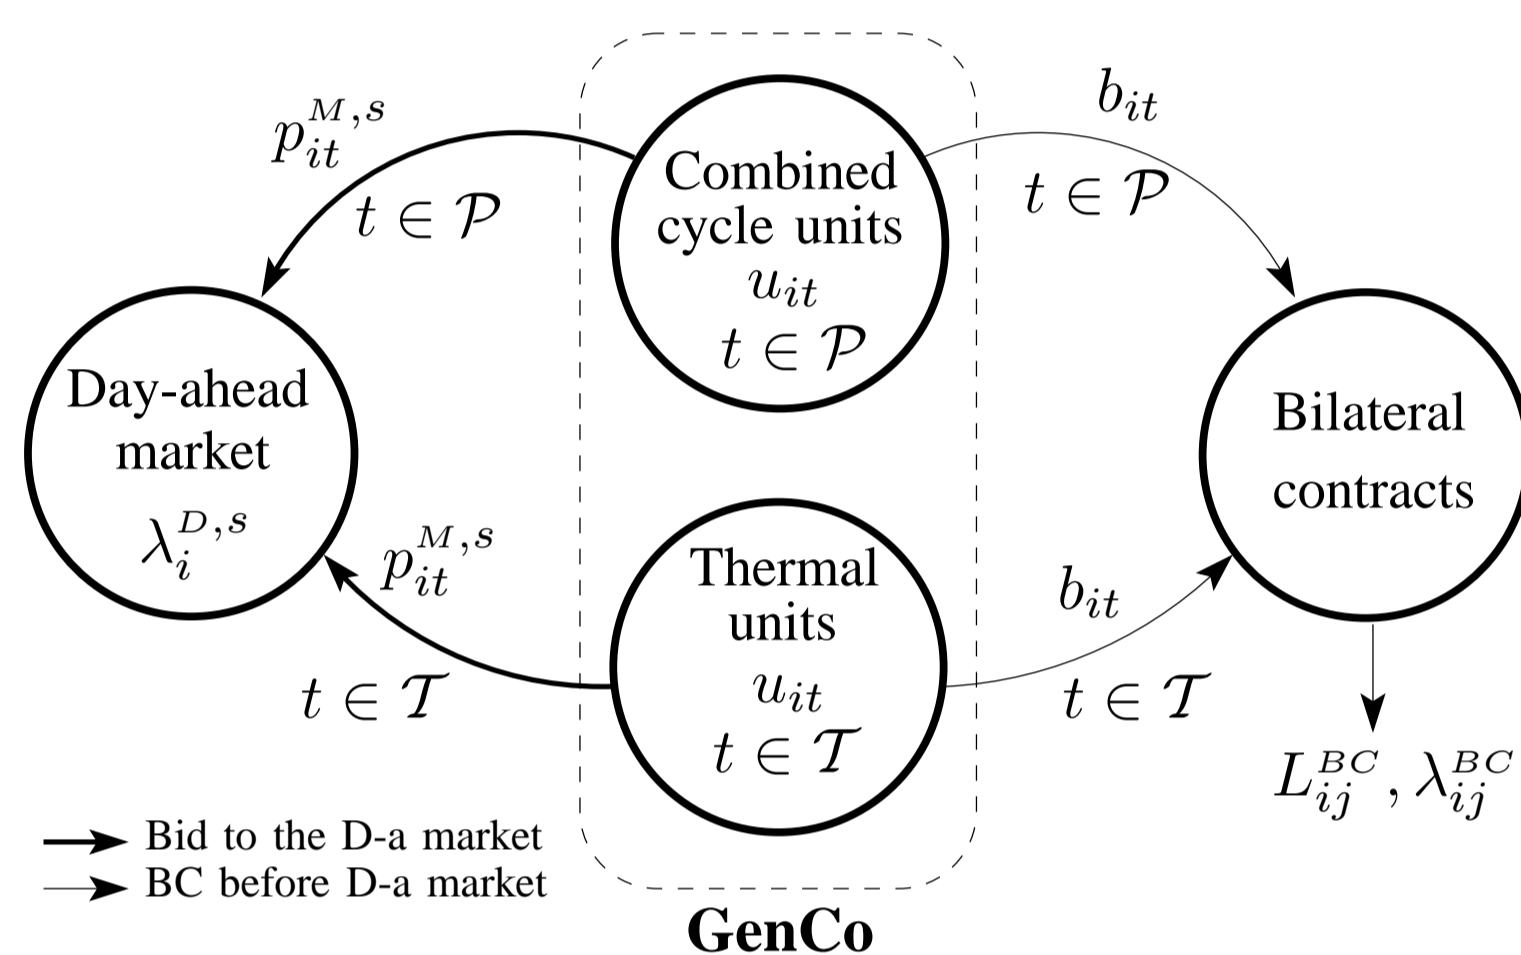 p_{it}^{M,s}
t ∈ 𝒫
Combined
cycle units
u_{it}
t ∈ 𝒫
b_{it}
t ∈ 𝒫
Day-ahead
market
λ_i^{D,s}
Bilateral
contracts
p_{it}^{M,s}
t ∈ 𝒯
Thermal
units
u_{it}
t ∈ 𝒯
b_{it}
t ∈ 𝒯
L_{ij}^{BC}, λ_{ij}^{BC}
Bid to the D-a market
BC before D-a market
GenCo